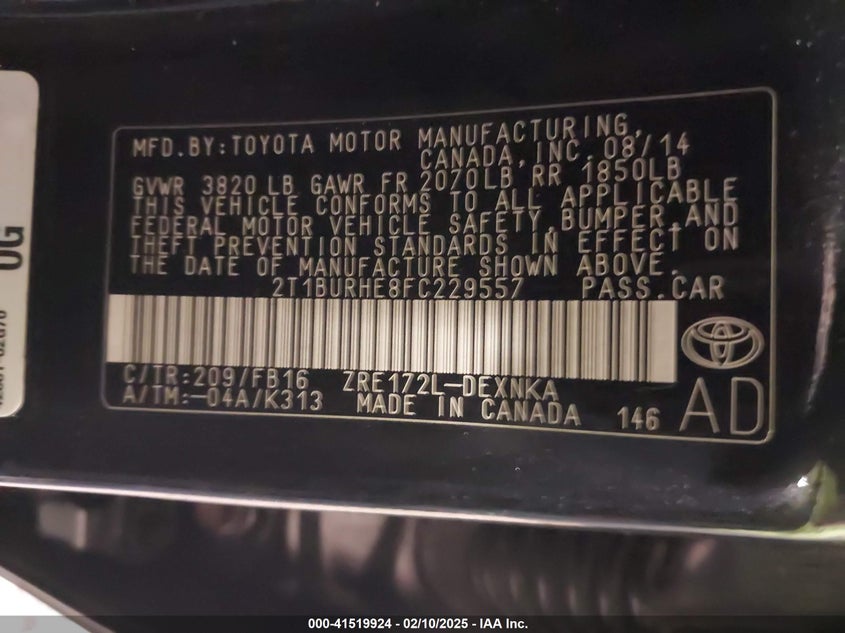 MFD.BY:TOYOTA MOTOR MANUFACTURING,
CANADA,INC. 08/14
GVWR 3820 LB GAWR FR 2070LB RR 1850LB
THIS VEHICLE CONFORMS TO ALL APPLICABLE
FEDERAL MOTOR VEHICLE SAFETY,BUMPER,AND
THEFT PREVENTION STANDARDS IN EFFECT ON
THE DATE OF MANUFACTURE SHOWN ABOVE.
2T1BURHE8FC229557 PASS.CAR
C/TR:209/FB16 ZRE172L-DEXNKA
A/TM:-04A/K313 MADE IN CANADA 146 AD
OG
000-41519924 - 02/10/2025 - IAA Inc.